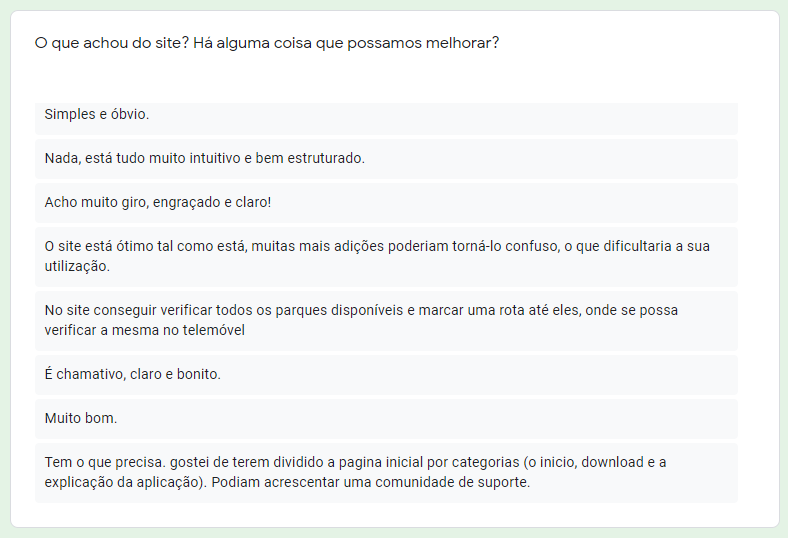 O que achou do site? Há alguma coisa que possamos melhorar?
Simples e óbvio.
Nada, está tudo muito intuitivo e bem estruturado.
Acho muito giro, engraçado e claro!
O site está ótimo tal como está, muitas mais adições poderiam torná-lo confuso, o que dificultaria a sua
utilização.
No site conseguir verificar todos os parques disponíveis e marcar uma rota até eles, onde se possa
verificar a mesma no telemóvel
É chamativo, claro e bonito.
Muito bom.
Tem o que precisa. gostei de terem dividido a pagina inicial por categorias (o inicio, download e a
explicação da aplicação). Podiam acrescentar uma comunidade de suporte.